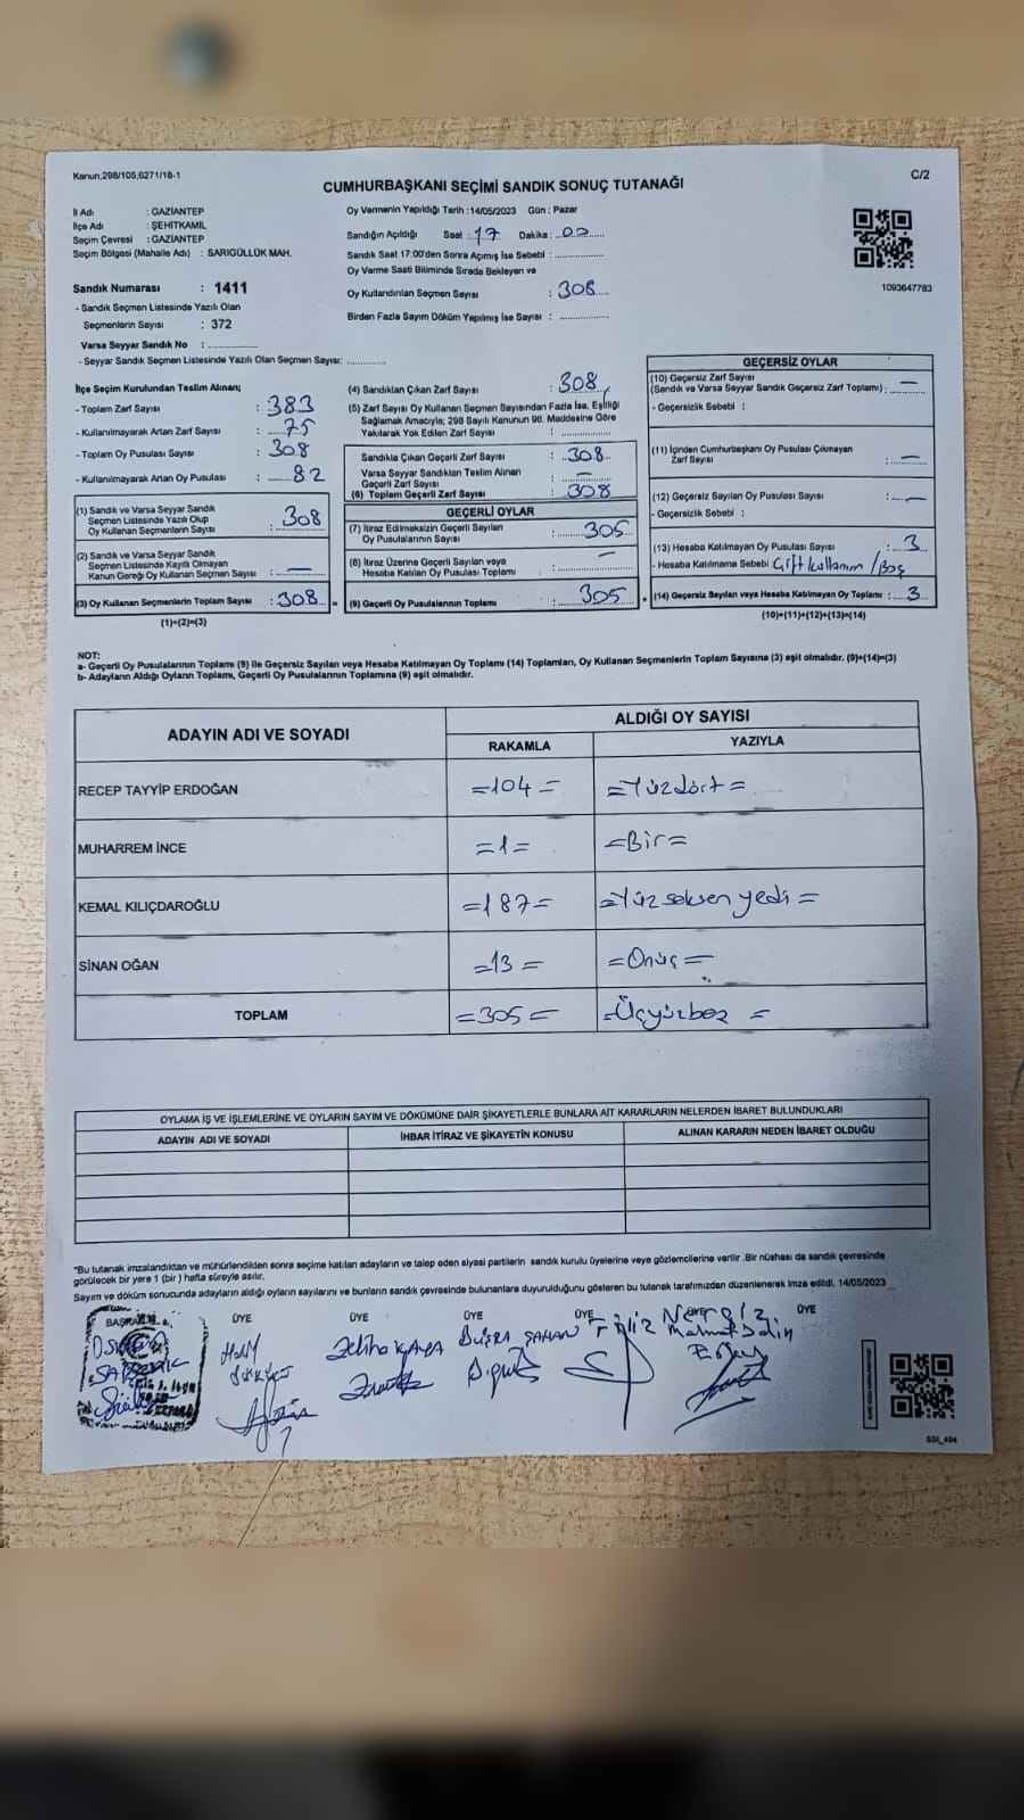 Kanun,298/105,6271/18-1
C/2
CUMHURBAŞKANI SEÇİMİ SANDIK SONUÇ TUTANAĞI
İl Adı : GAZİANTEP
İlçe Adı : ŞEHİTKAMİL
Seçim Çevresi : GAZİANTEP
Seçim Bölgesi (Mahalle Adı) : SARIGÜLLÜK MAH.
Sandık Numarası : 1411
- Sandık Seçmen Listesinde Yazılı Olan
Seçmenlerin Sayısı : 372
Varsa Seyyar Sandık No :
- Seyyar Sandık Seçmen Listesinde Yazılı Olan Seçmen Sayısı:
Oy Vermenin Yapıldığı Tarih :14/05/2023 Gün : Pazar
Sandığın Açıldığı Saat : 17 Dakika : 00
Sandık Saat 17:00'den Sonra Açımış İse Sebebi :
Oy Verme Saati Bitiminde Sırada Bekleyen ve
Oy Kullandırılan Seçmen Sayısı : 308
Birden Fazla Sayım Döküm Yapılmış İse Sayısı :
1093647783
İlçe Seçim Kurulundan Teslim Alınan;
- Toplam Zarf Sayısı : 383
- Kullanılmayarak Artan Zarf Sayısı : 75
- Toplam Oy Pusulası Sayısı : 308
- Kullanılmayarak Artan Oy Pusulası : 82
(1) Sandık ve Varsa Seyyar Sandık
Seçmen Listesinde Yazılı Olup
Oy Kullanan Seçmenlerin Sayısı : 308
(2) Sandık ve Varsa Seyyar Sandık
Seçmen Listesinde Kayıtlı Olmayan
Kanun Gereği Oy Kullanan Seçmen Sayısı : —
(3) Oy Kullanan Seçmenlerin Toplam Sayısı : 308
(1)+(2)=(3)
(4) Sandıktan Çıkan Zarf Sayısı : 308
(5) Zarf Sayısı Oy Kullanan Seçmen Sayısından Fazla İse, Eşitliği
Sağlamak Amacıyla; 298 Sayılı Kanunun 98. Maddesine Göre
Yakılarak Yok Edilen Zarf Sayısı :
Sandıkta Çıkan Geçerli Zarf Sayısı : 308
Varsa Seyyar Sandıktan Teslim Alınan
Geçerli Zarf Sayısı : —
(6) Toplam Geçerli Zarf Sayısı : 308
GEÇERLİ OYLAR
(7) İtiraz Edilmeksizin Geçerli Sayılan
Oy Pusulalarının Sayısı : 305
(8) İtiraz Üzerine Geçerli Sayılan veya
Hesaba Katılan Oy Pusulası Toplamı : —
(9) Geçerli Oy Pusulalarının Toplamı : 305
GEÇERSİZ OYLAR
(10) Geçersiz Zarf Sayısı
(Sandık ve Varsa Seyyar Sandık Geçersiz Zarf Toplamı) : —
- Geçersizlik Sebebi :
(11) İçinden Cumhurbaşkanı Oy Pusulası Çıkmayan
Zarf Sayısı : —
(12) Geçersiz Sayılan Oy Pusulası Sayısı : —
- Geçersizlik Sebebi :
(13) Hesaba Katılmayan Oy Pusulası Sayısı : 3
- Hesaba Katılmama Sebebi Çift kullanım / Boş
(14) Geçersiz Sayılan veya Hesaba Katılmayan Oy Toplamı : 3
(10)+(11)+(12)+(13)=(14)
NOT:
a- Geçerli Oy Pusulalarının Toplamı (9) ile Geçersiz Sayılan veya Hesaba Katılmayan Oy Toplamı (14) Toplamları, Oy Kullanan Seçmenlerin Toplam Sayısına (3) eşit olmalıdır. (9)+(14)=(3)
b- Adayların Aldığı Oyların Toplamı, Geçerli Oy Pusulalarının Toplamına (9) eşit olmalıdır.
ADAYIN ADI VE SOYADI
ALDIĞI OY SAYISI
RAKAMLA YAZIYLA
RECEP TAYYİP ERDOĞAN =104= =Yüzdört=
MUHARREM İNCE =1= =Bir=
KEMAL KILIÇDAROĞLU =187= =Yüz seksen yedi=
SİNAN OĞAN =13= =Onüç=
TOPLAM =305= =Üçyüzbeş=
OYLAMA İŞ VE İŞLEMLERİNE VE OYLARIN SAYIM VE DÖKÜMÜNE DAİR ŞİKAYETLERLE BUNLARA AİT KARARLARIN NELERDEN İBARET BULUNDUKLARI
ADAYIN ADI VE SOYADI İHBAR İTİRAZ VE ŞİKAYETİN KONUSU ALINAN KARARIN NEDEN İBARET OLDUĞU
*Bu tutanak imzalandıktan ve mühürlendikten sonra seçime katılan adayların ve talep eden siyasi partilerin sandık kurulu üyelerine veya gözlemcilerine verilir .Bir nüshası da sandık çevresinde
görülecek bir yere 1 (bir ) hafta süreyle asılır.
Sayım ve döküm sonucunda adayların aldığı oyların sayılarını ve bunların sandık çevresinde bulunanlara duyurulduğunu gösteren bu tutanak tarafımızdan düzenlenerek imza edildi. 14/05/2023
BAŞKAN ÜYE ÜYE ÜYE ÜYE ÜYE
Zeliha KAYA
BUŞRA ŞAHAN